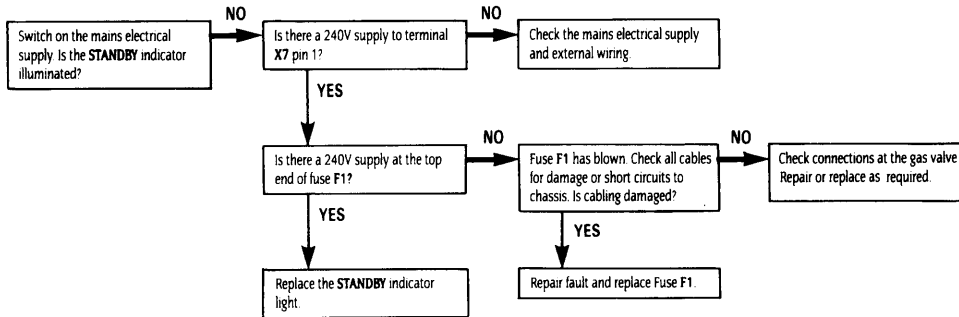 NO
NO
Switch on the mains electrical
supply. Is the STANDBY indicator
illuminated?
Is there a 240V supply to terminal
X7 pin 1?
Check the mains electrical supply
and external wiring.
YES
NO
NO
Is there a 240V supply at the top
end of fuse F1?
Fuse F1 has blown. Check all cables
for damage or short circuits to
chassis. Is cabling damaged?
Check connections at the gas valve
Repair or replace as required.
YES
YES
Replace the STANDBY indicator
light.
Repair fault and replace Fuse F1.